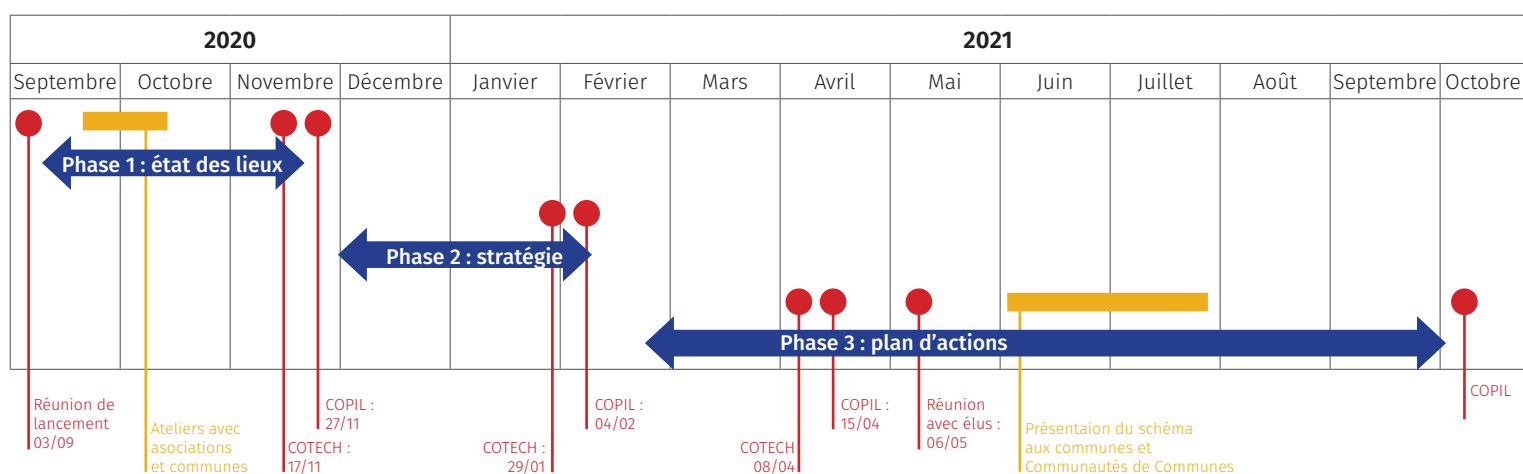 2020
2021
Septembre
Octobre
Novembre
Décembre
Janvier
Février
Mars
Avril
Mai
Juin
Juillet
Août
Septembre
Octobre
Phase 1 : état des lieux
Phase 2 : stratégie
Phase 3 : plan d’actions
Réunion de
lancement
03/09
Ateliers avec
asociations
et communes
COTECH :
17/11
COPIL :
27/11
COTECH :
29/01
COPIL :
04/02
COTECH
08/04
COPIL :
15/04
Réunion
avec élus :
06/05
Présentaion du schéma
aux communes et
Communautés de Communes
COPIL